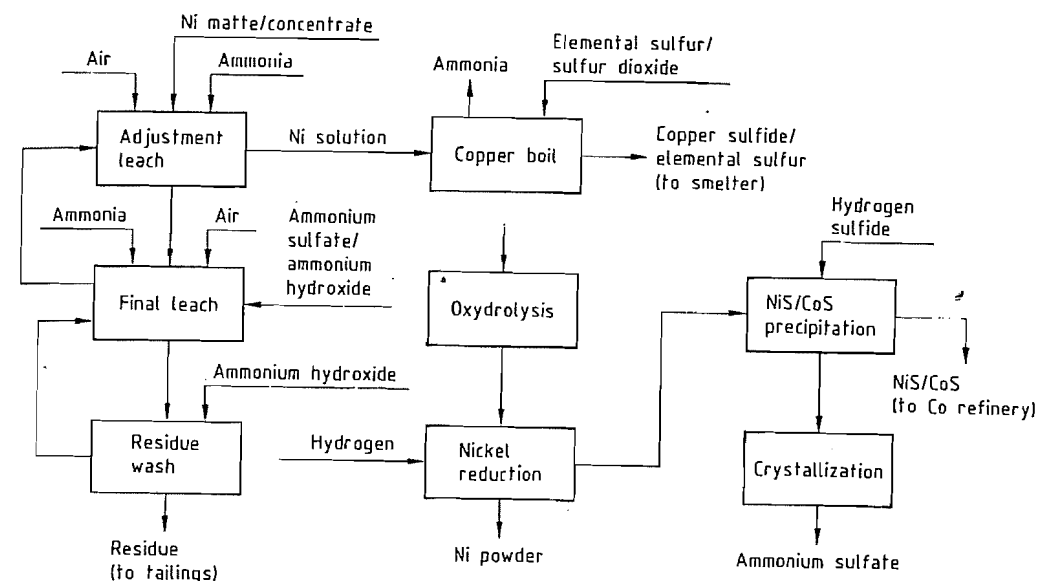 Ni matte/concentrate
Air
Ammonia
Adjustment
leach
Ni solution
Ammonia
Elemental sulfur/
sulfur dioxide
Copper boil
Copper sulfide/
elemental sulfur
(to smelter)
Ammonia
Air
Ammonium
sulfate/
ammonium
hydroxide
Final leach
Oxydrolysis
Hydrogen
sulfide
NiS/CoS
precipitation
NiS/CoS
(to Co refinery)
Ammonium hydroxide
Residue
wash
Hydrogen
Nickel
reduction
Crystallization
Residue
(to tailings)
Ni powder
Ammonium sulfate